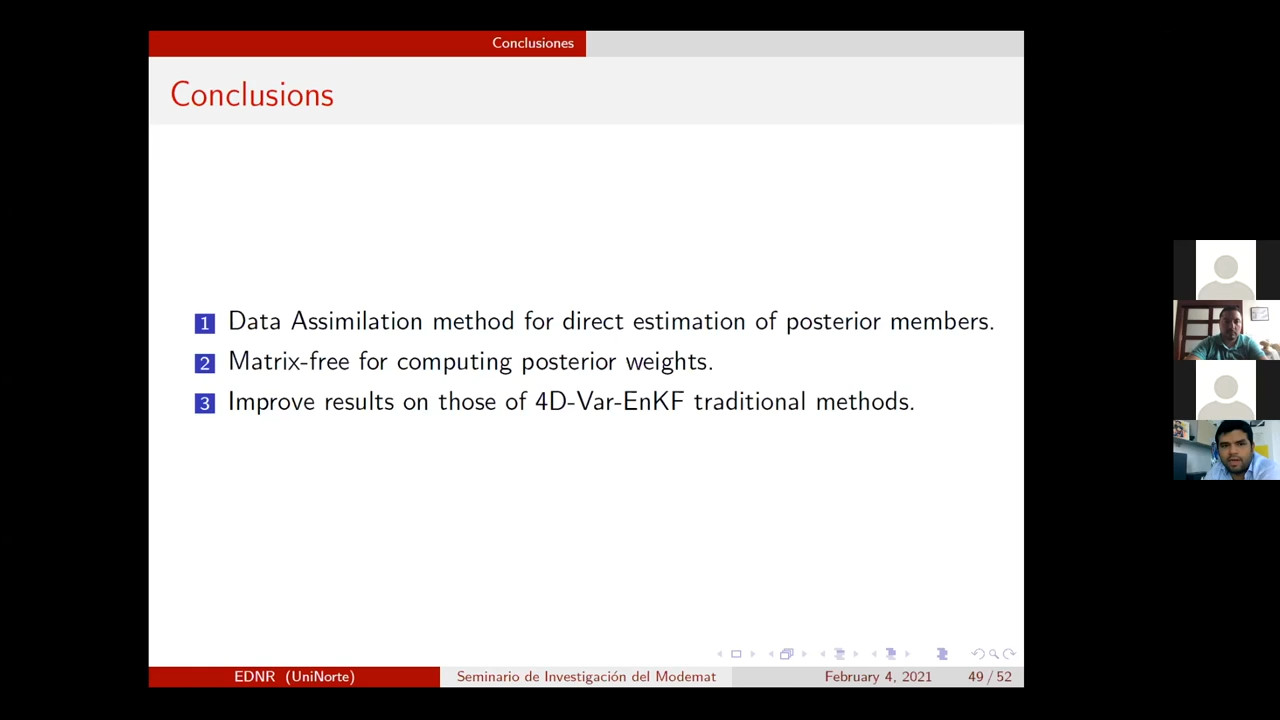 Conclusiones
Conclusions
1 Data Assimilation method for direct estimation of posterior members.
2 Matrix-free for computing posterior weights.
3 Improve results on those of 4D-Var-EnKF traditional methods.
EDNR (UniNorte) Seminario de Investigación del Modemat February 4, 2021 49 / 52